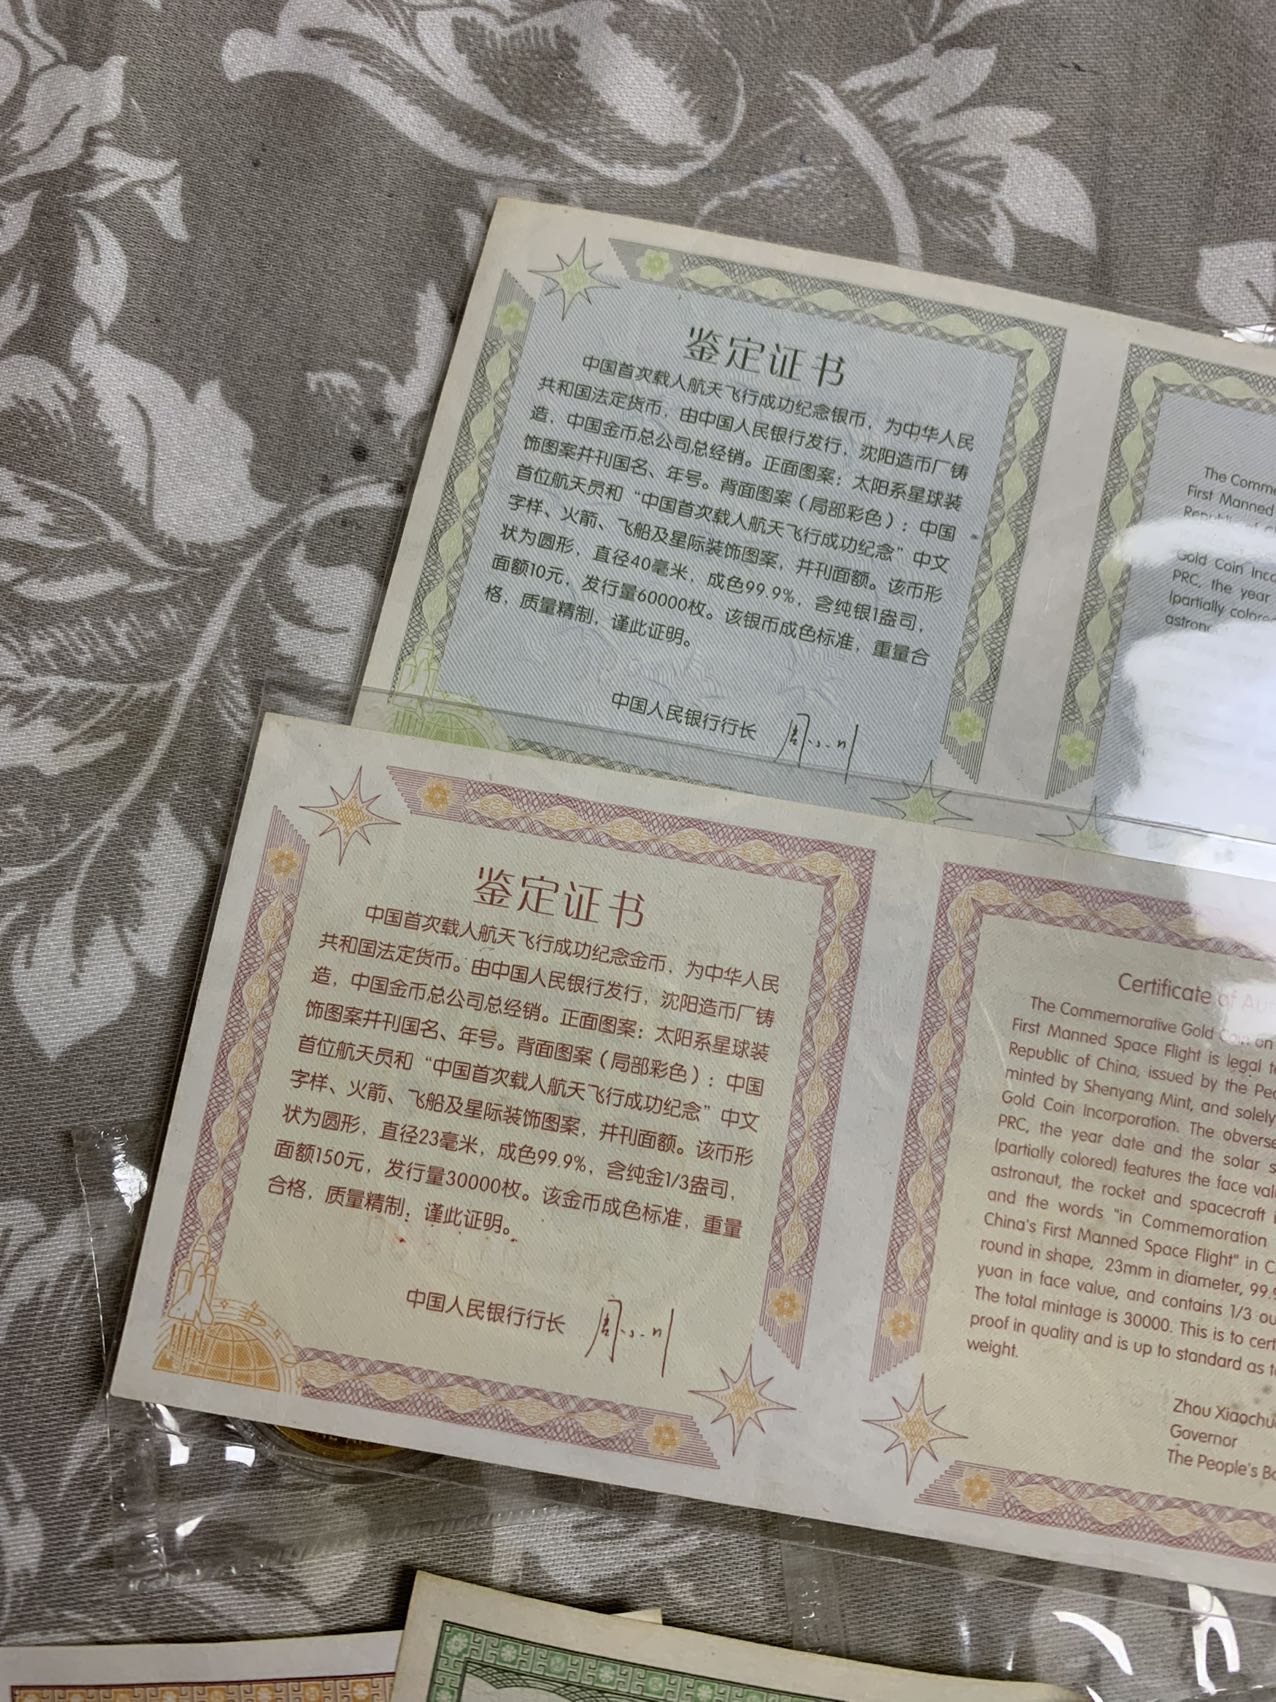 鉴定证书
中国首次载人航天飞行成功纪念银币，为中华人民
共和国法定货币，由中国人民银行发行，沈阳造币厂铸
造，中国金币总公司总经销。正面图案：太阳系星球装
饰图案并刊国名、年号。背面图案（局部彩色）：中国
首位航天员和“中国首次载人航天飞行成功纪念”中文
字样、火箭、飞船及星际装饰图案，并刊面额。该币形
状为圆形，直径40毫米，成色99.9%，含纯银1盎司，
面额10元，发行量60000枚。该银币成色标准，重量合
格，质量精制，谨此证明。
中国人民银行行长 周小川
The Comme
First Manned
Gold Coin Inco
PRC, the year
(partially colore
astron
鉴定证书
中国首次载人航天飞行成功纪念金币，为中华人民
共和国法定货币。由中国人民银行发行，沈阳造币厂铸
造，中国金币总公司总经销。正面图案：太阳系星球装
饰图案并刊国名、年号。背面图案（局部彩色）：中国
首位航天员和“中国首次载人航天飞行成功纪念”中文
字样、火箭、飞船及星际装饰图案，并刊面额。该币形
状为圆形，直径23毫米，成色99.9%，含纯金1/3盎司，
面额150元，发行量30000枚。该金币成色标准，重量
合格，质量精制，谨此证明。
中国人民银行行长 周小川
Certificate of Au
The Commemorative Gold Coin on
First Manned Space Flight is legal te
Republic of China, issued by the Peo
minted by Shenyang Mint, and solely
Gold Coin Incorporation. The obverse
PRC, the year date and the solar s
(partially colored) features the face val
astronaut, the rocket and spacecraft i
and the words "in Commemoration
China's First Manned Space Flight" in C
round in shape, 23mm in diameter, 99.9
yuan in face value, and contains 1/3 ou
The total mintage is 30000. This is to cert
proof in quality and is up to standard as t
weight.
Zhou Xiaochu
Governor
The People's Ba